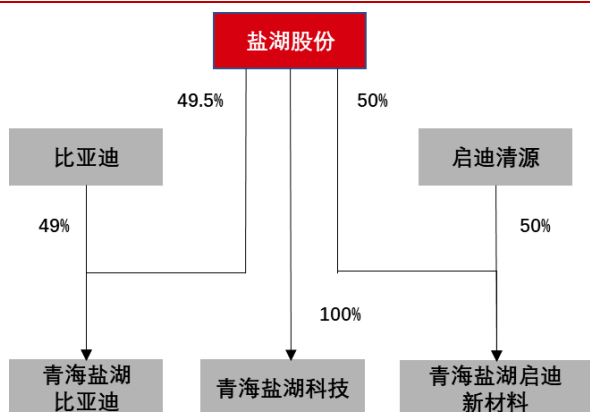 盐湖股份
49.5%
50%
比亚迪
启迪清源
49%
50%
100%
青海盐湖
比亚迪
青海盐湖科技
青海盐湖启迪
新材料